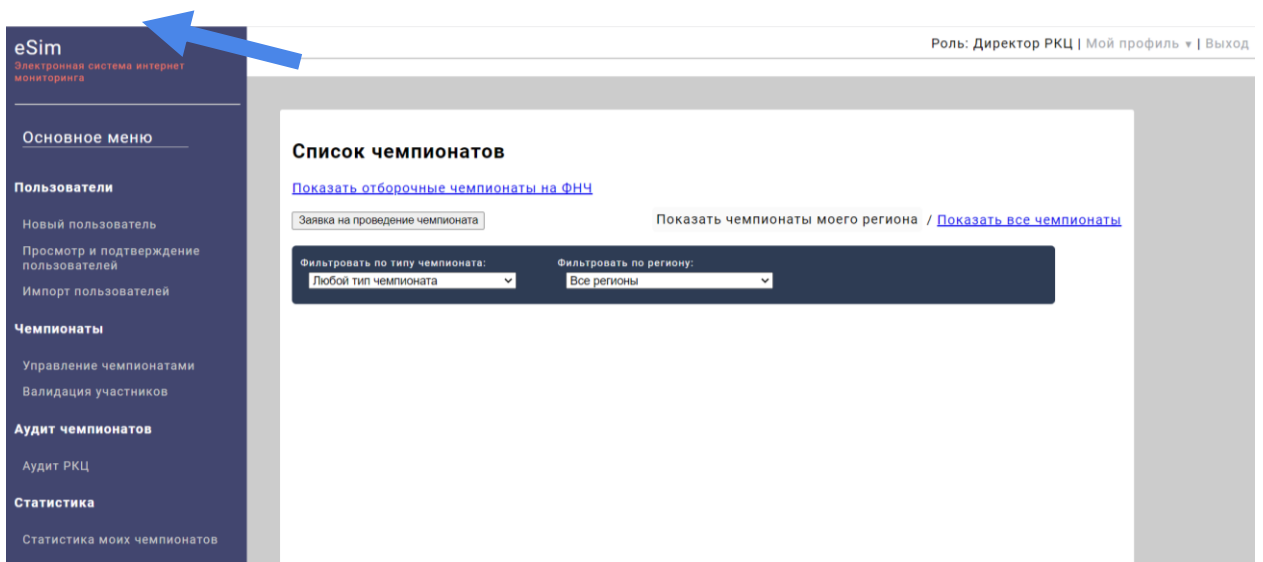 eSim
Электронная система интернет
мониторинга
Роль: Директор РКЦ | Мой профиль ▾ | Выход
Основное меню
Пользователи
Новый пользователь
Просмотр и подтверждение
пользователей
Импорт пользователей
Чемпионаты
Управление чемпионатами
Валидация участников
Аудит чемпионатов
Аудит РКЦ
Статистика
Статистика моих чемпионатов
Список чемпионатов
Показать отборочные чемпионаты на ФНЧ
Заявка на проведение чемпионата
Показать чемпионаты моего региона / Показать все чемпионаты
Фильтровать по типу чемпионата: Фильтровать по региону:
Любой тип чемпионата Все регионы